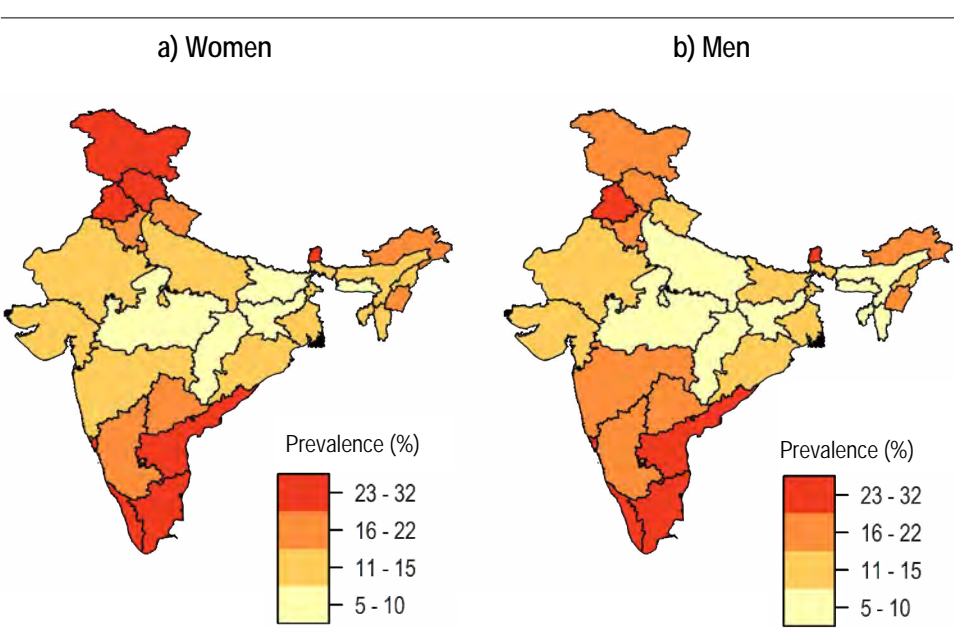 a) Women
b) Men
Prevalence (%)
23 - 32
16 - 22
11 - 15
5 - 10
Prevalence (%)
23 - 32
16 - 22
11 - 15
5 - 10